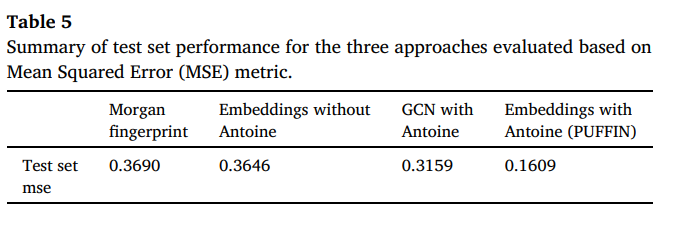 Table 5
Summary of test set performance for the three approaches evaluated based on
Mean Squared Error (MSE) metric.
Morgan fingerprint Embeddings without Antoine GCN with Antoine Embeddings with Antoine (PUFFIN)
Test set mse 0.3690 0.3646 0.3159 0.1609